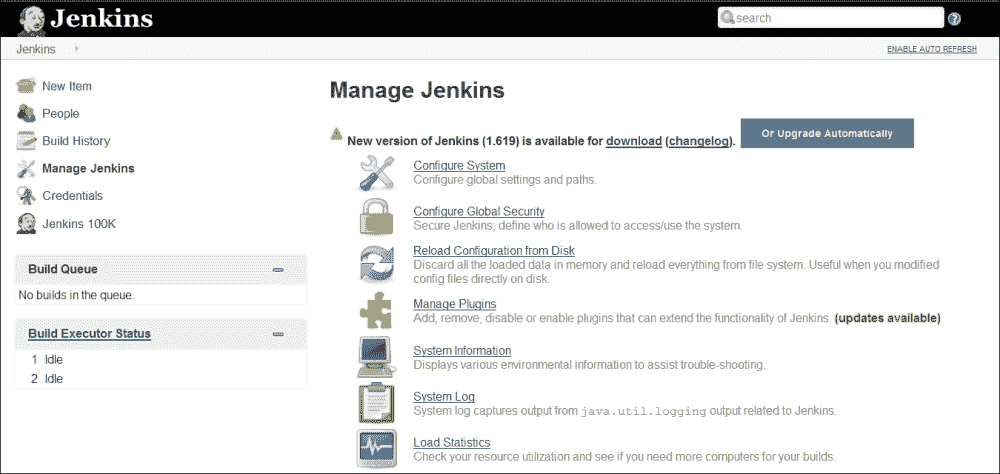 Jenkins
search
Jenkins
ENABLE AUTO REFRESH
New Item
People
Build History
Manage Jenkins
Credentials
Jenkins 100K
Build Queue
No builds in the queue.
Build Executor Status
1 Idle
2 Idle
Manage Jenkins
New version of Jenkins (1.619) is available for download (changelog).
Or Upgrade Automatically
Configure System
Configure global settings and paths.
Configure Global Security
Secure Jenkins; define who is allowed to access/use the system.
Reload Configuration from Disk
Discard all the loaded data in memory and reload everything from file system. Useful when you modified
config files directly on disk.
Manage Plugins
Add, remove, disable or enable plugins that can extend the functionality of Jenkins. (updates available)
System Information
Displays various environmental information to assist trouble-shooting.
System Log
System log captures output from java.util.logging output related to Jenkins.
Load Statistics
Check your resource utilization and see if you need more computers for your builds.